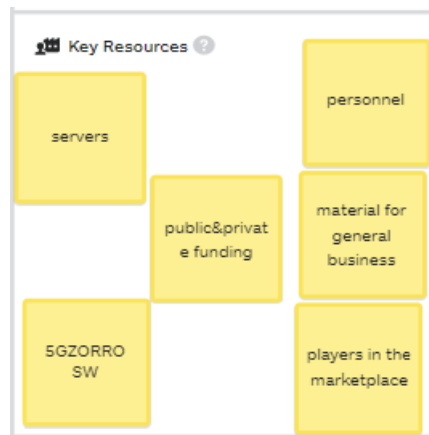 Key Resources ?
personnel
servers
public&privat
e funding
material for
general
business
5GZORRO
SW
players in the
marketplace